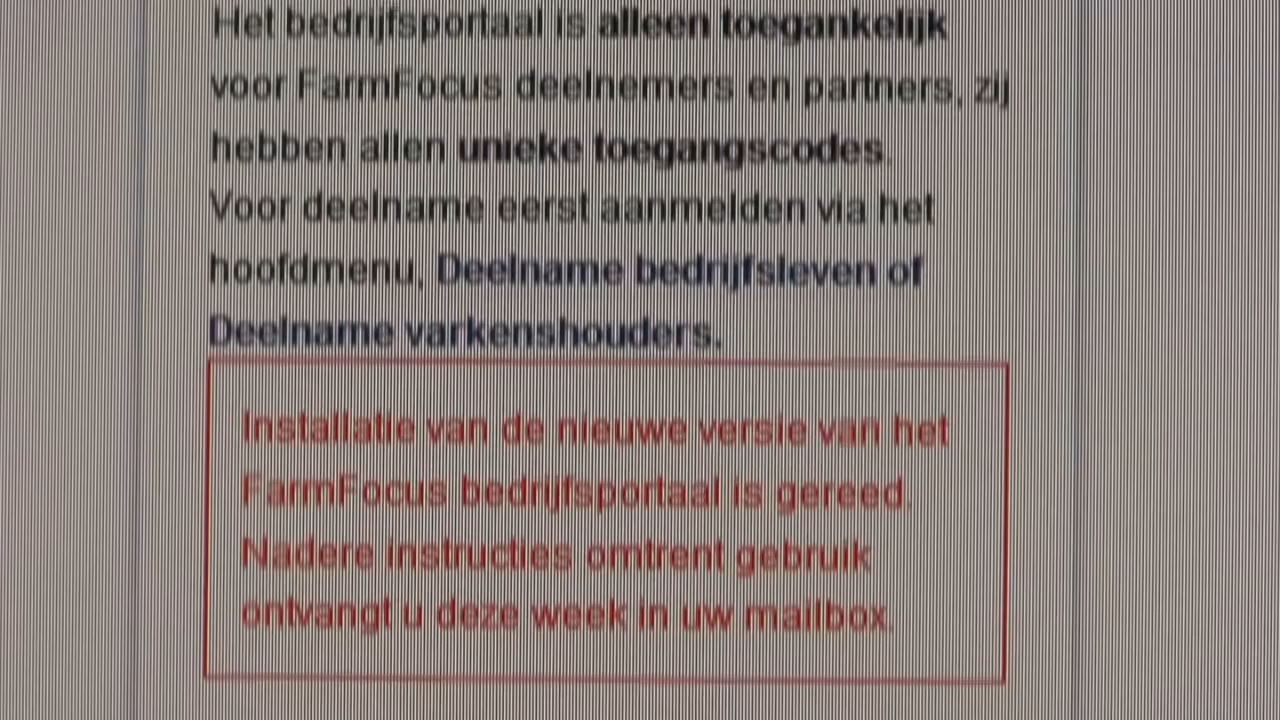 Het bedrijfsportaal is alleen toegankelijk
voor FarmFocus deelnemers en partners, zij
hebben allen unieke toegangscodes.
Voor deelname eerst aanmelden via het
hoofdmenu, Deelname bedrijfsleven of
Deelname varkenshouders.
Installatie van de nieuwe versie van het
FarmFocus bedrijfsportaal is gereed.
Nadere instructies omtrent gebruik
ontvangt u deze week in uw mailbox.